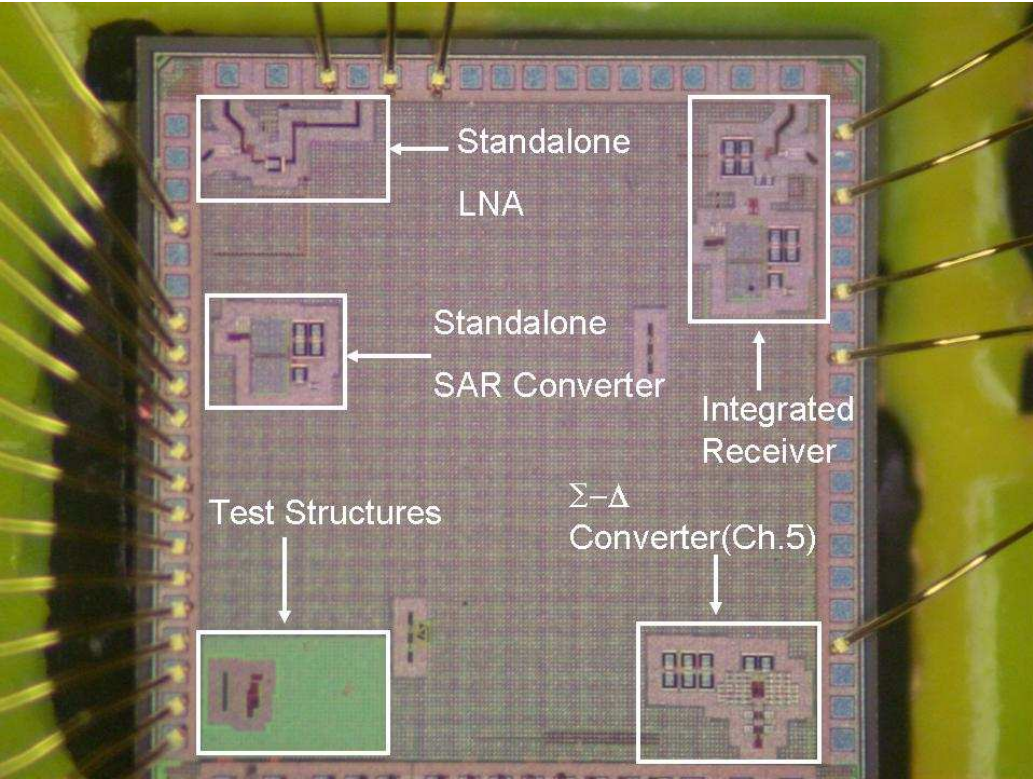 Standalone
LNA
Standalone
SAR Converter
Integrated
Receiver
Σ–Δ
Converter(Ch.5)
Test Structures